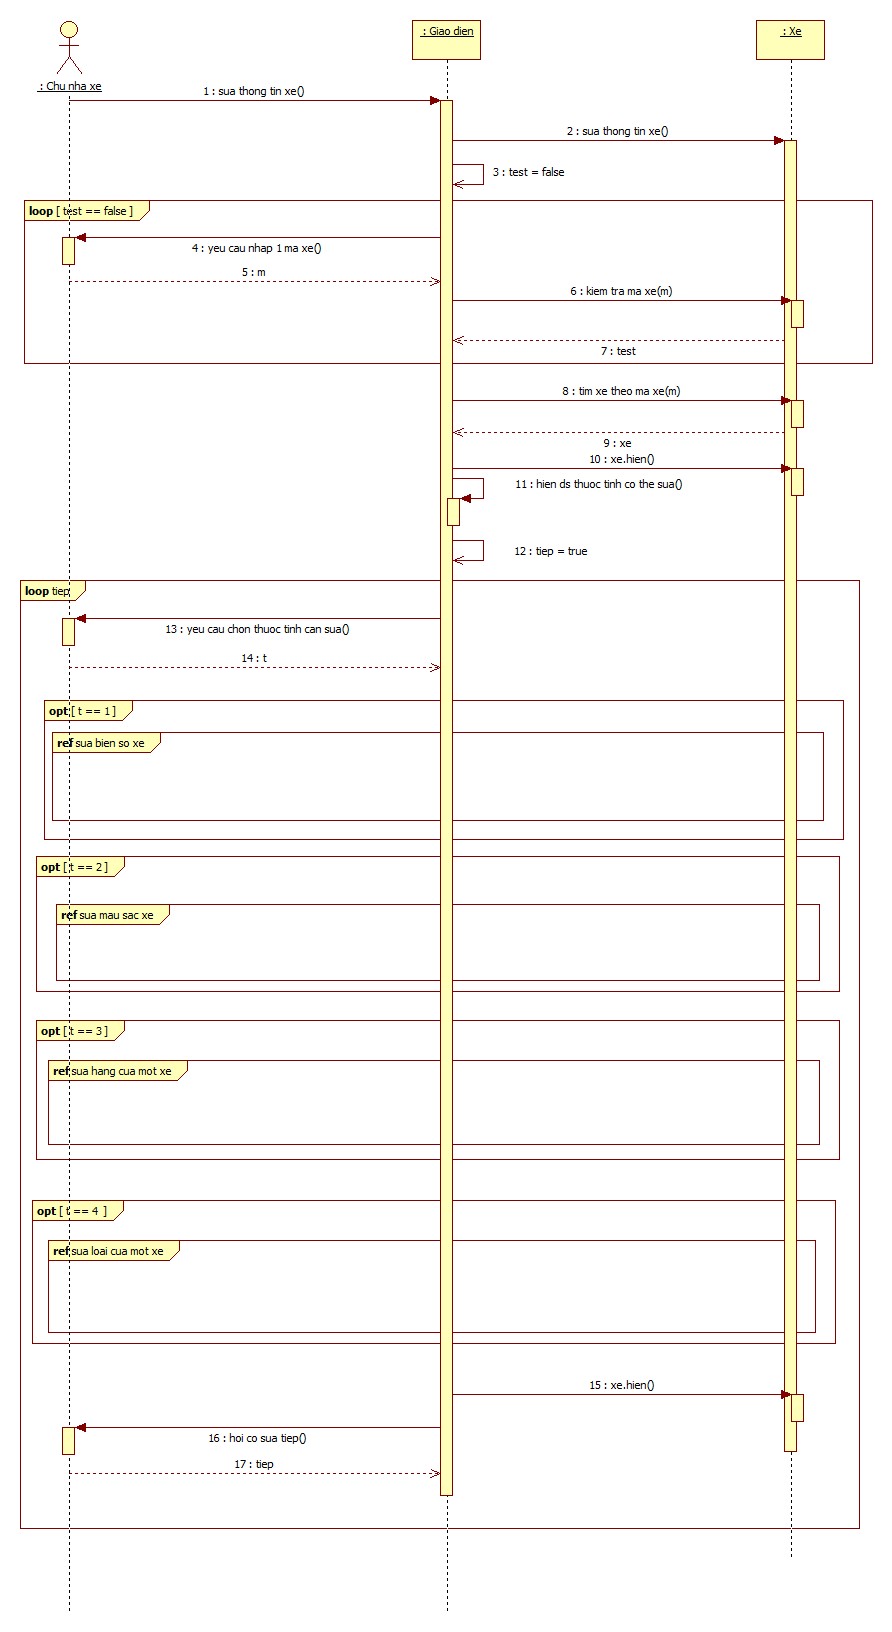 : Giao dien
: Xe
: Chu nha xe
1 : sua thong tin xe()
2 : sua thong tin xe()
3 : test = false
loop [ test == false ]
4 : yeu cau nhap 1 ma xe()
5 : m
6 : kiem tra ma xe(m)
7 : test
8 : tim xe theo ma xe(m)
9 : xe
10 : xe.hien()
11 : hien ds thuoc tinh co the sua()
12 : tiep = true
loop tiep
13 : yeu cau chon thuoc tinh can sua()
14 : t
opt [ t == 1 ]
ref sua bien so xe
opt [ t == 2 ]
ref sua mau sac xe
opt [ t == 3 ]
ref sua hang cua mot xe
opt [ t == 4 ]
ref sua loai cua mot xe
15 : xe.hien()
16 : hoi co sua tiep()
17 : tiep